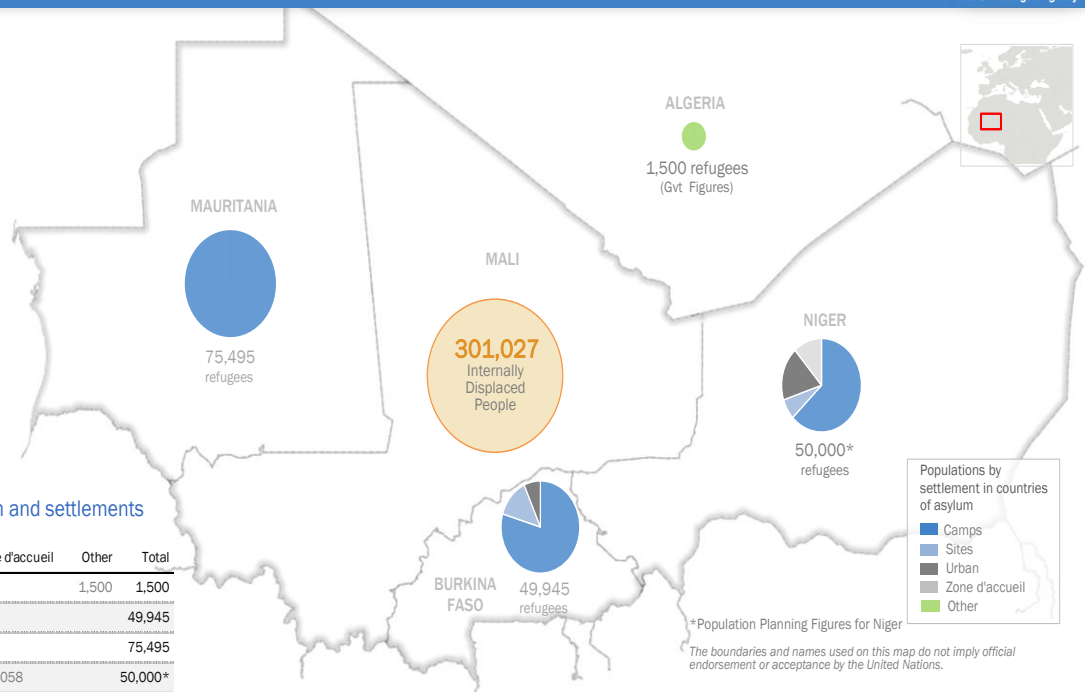 ALGERIA
1,500 refugees
(Gvt Figures)
MAURITANIA
75,495
refugees
MALI
301,027
Internally
Displaced
People
NIGER
50,000*
refugees
Populations by
settlement in countries
of asylum
Camps
Sites
Urban
Zone d'accueil
Other
and settlements
d'accueil Other Total
1,500 1,500
49,945
75,495
058 50,000*
BURKINA
FASO
49,945
refugees
*Population Planning Figures for Niger
The boundaries and names used on this map do not imply official
endorsement or acceptance by the United Nations.